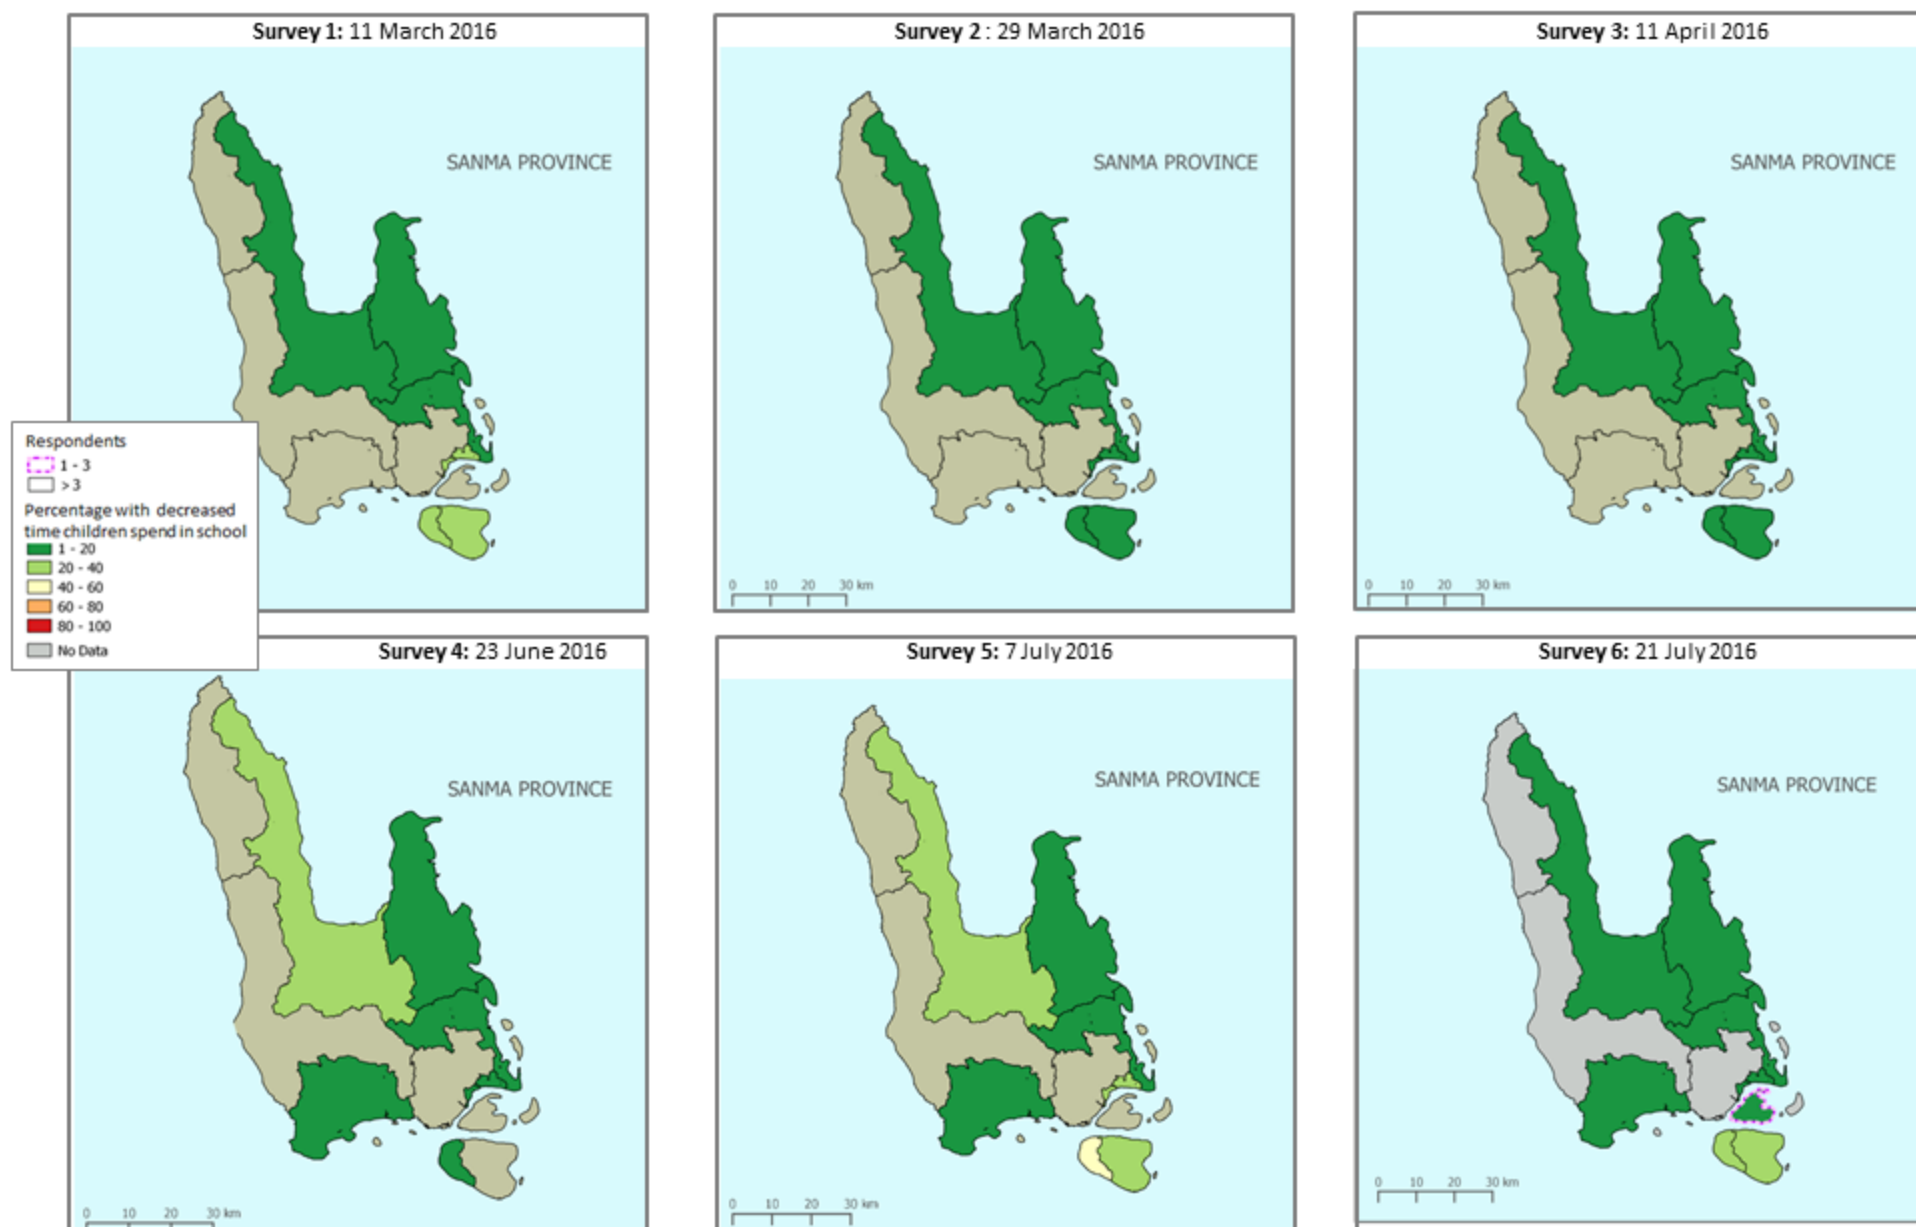 Survey 1: 11 March 2016
SANMA PROVINCE
Survey 2 : 29 March 2016
SANMA PROVINCE
0 10 20 30 km
Survey 3: 11 April 2016
SANMA PROVINCE
0 10 20 30 km
Respondents
1 - 3
> 3
Percentage with decreased
time children spend in school
1 - 20
20 - 40
40 - 60
60 - 80
80 - 100
No Data
Survey 4: 23 June 2016
SANMA PROVINCE
0 10 20 30 km
Survey 5: 7 July 2016
SANMA PROVINCE
0 10 20 30 km
Survey 6: 21 July 2016
SANMA PROVINCE
0 10 20 30 km